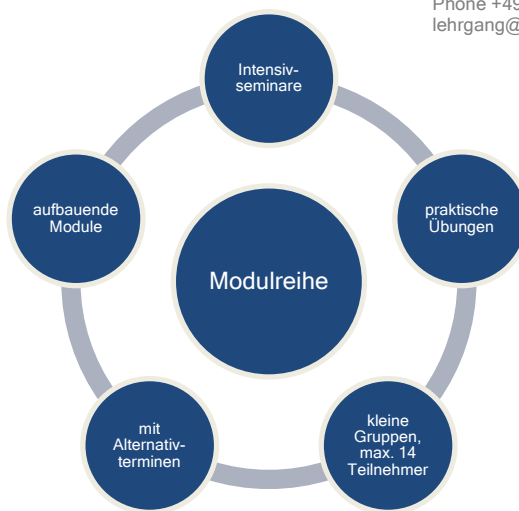 Phone +49
lehrgang@
Intensiv-
seminare
praktische
Übungen
kleine
Gruppen,
max. 14
Teilnehmer
mit
Alternativ-
terminen
aufbauende
Module
Modulreihe